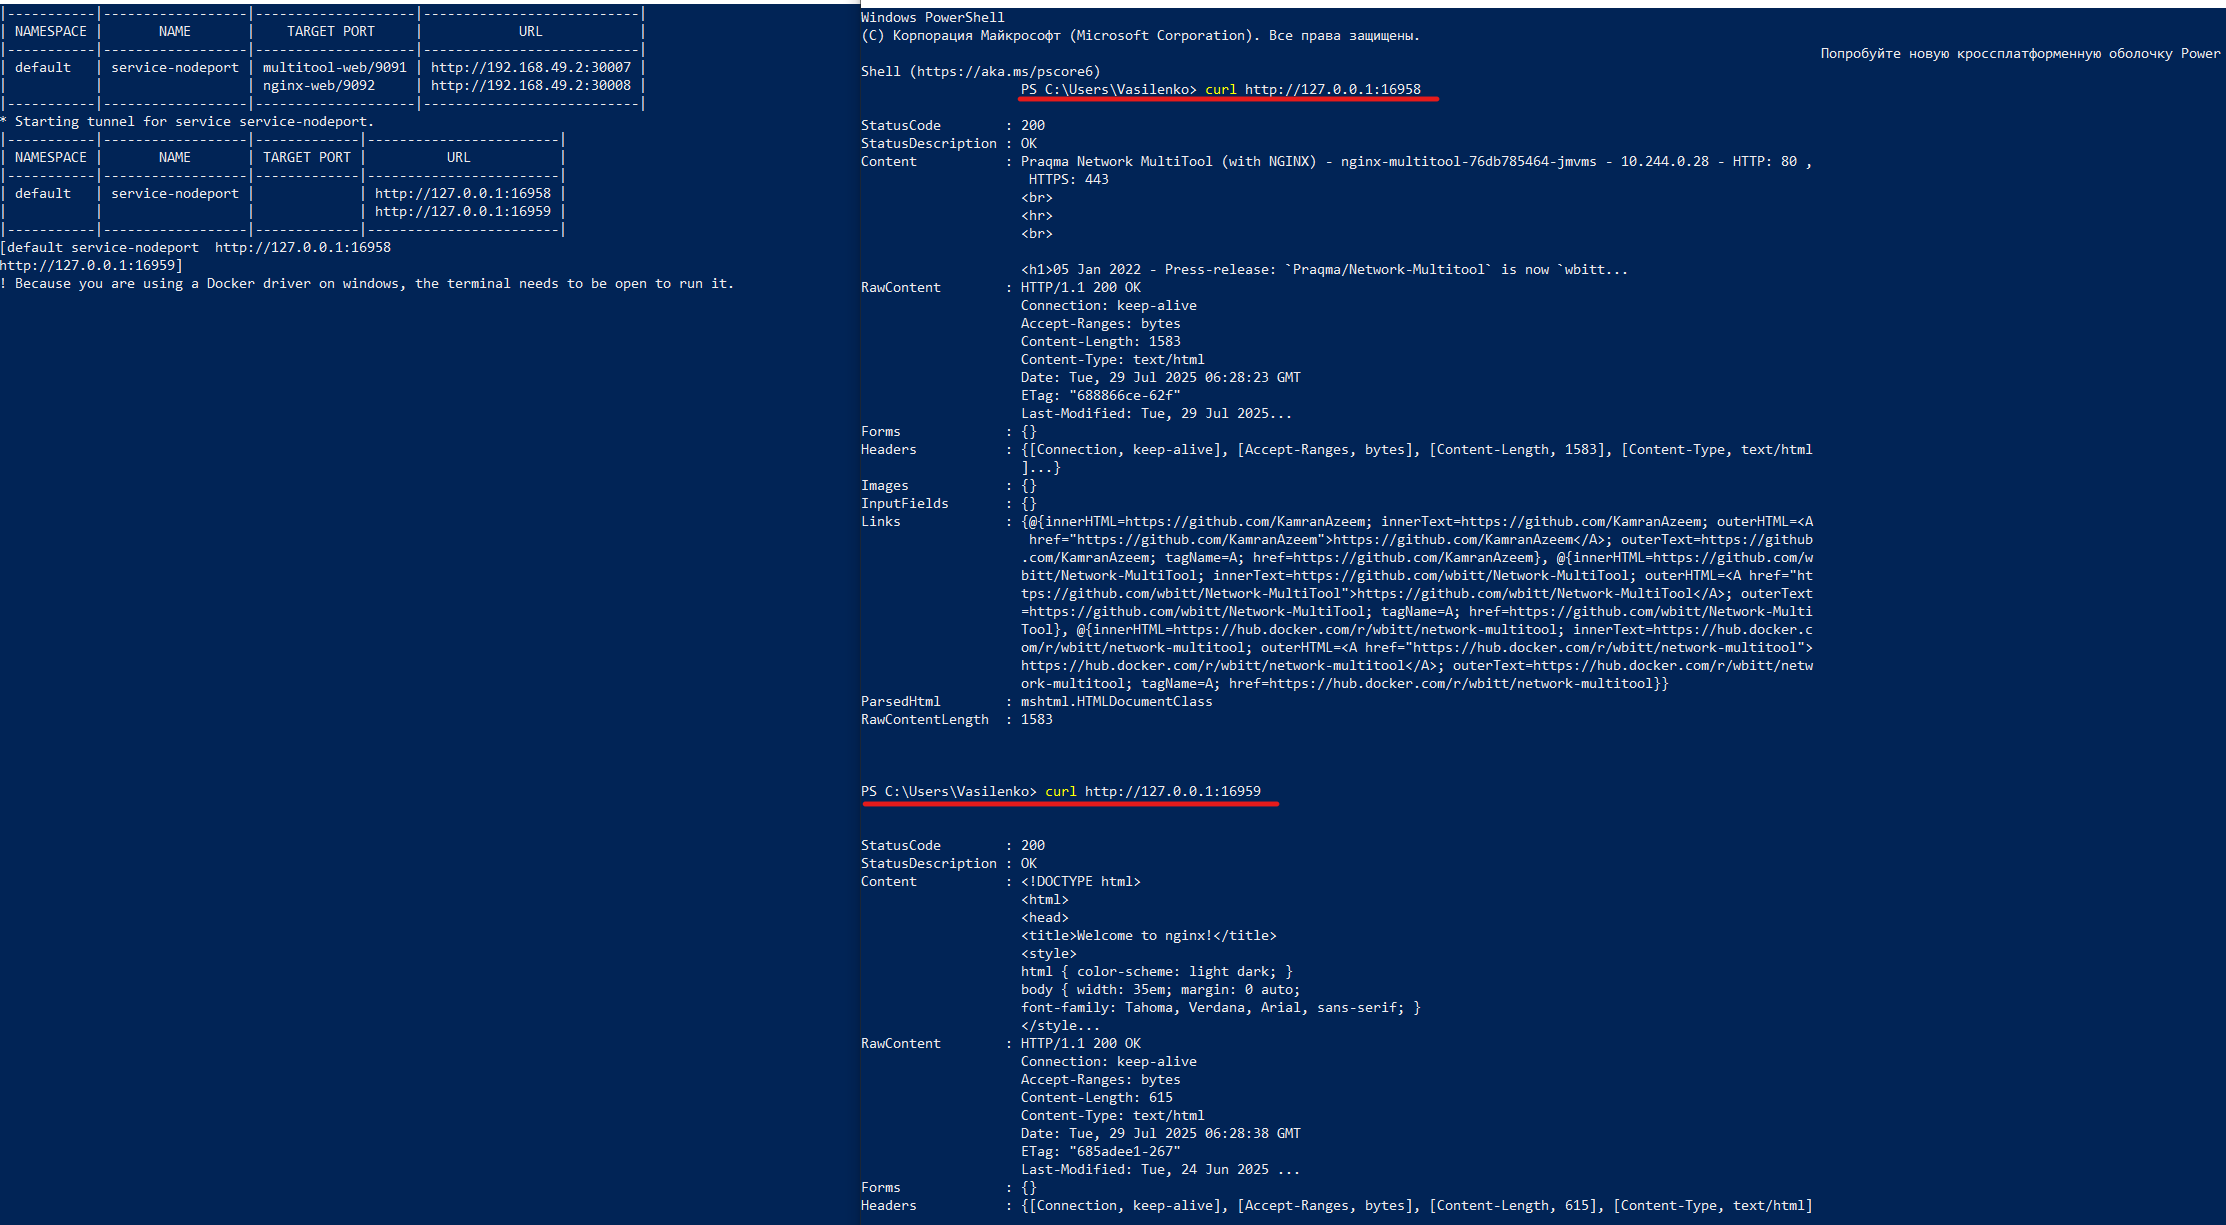 |-----------|------------------|--------------------|---------------------------|
| NAMESPACE |       NAME       |    TARGET PORT     |            URL            |
|-----------|------------------|--------------------|---------------------------|
| default   | service-nodeport | multitool-web/9091 | http://192.168.49.2:30007 |
|           |                  | nginx-web/9092     | http://192.168.49.2:30008 |
|-----------|------------------|--------------------|---------------------------|
* Starting tunnel for service service-nodeport.
|-----------|------------------|-------------|------------------------|
| NAMESPACE |       NAME       | TARGET PORT |          URL           |
|-----------|------------------|-------------|------------------------|
| default   | service-nodeport |             | http://127.0.0.1:16958 |
|           |                  |             | http://127.0.0.1:16959 |
|-----------|------------------|-------------|------------------------|
[default service-nodeport  http://127.0.0.1:16958
http://127.0.0.1:16959]
! Because you are using a Docker driver on windows, the terminal needs to be open to run it.
Windows PowerShell
(C) Корпорация Майкрософт (Microsoft Corporation). Все права защищены.
Попробуйте новую кроссплатформенную оболочку Power
Shell (https://aka.ms/pscore6)
PS C:\Users\Vasilenko> curl http://127.0.0.1:16958
StatusCode        : 200
StatusDescription : OK
Content           : Praqma Network MultiTool (with NGINX) - nginx-multitool-76db785464-jmvms - 10.244.0.28 - HTTP: 80 ,
HTTPS: 443
<br>
<hr>
<br>
<h1>05 Jan 2022 - Press-release: `Praqma/Network-Multitool` is now `wbitt...
RawContent        : HTTP/1.1 200 OK
Connection: keep-alive
Accept-Ranges: bytes
Content-Length: 1583
Content-Type: text/html
Date: Tue, 29 Jul 2025 06:28:23 GMT
ETag: "688866ce-62f"
Last-Modified: Tue, 29 Jul 2025...
Forms             : {}
Headers           : {[Connection, keep-alive], [Accept-Ranges, bytes], [Content-Length, 1583], [Content-Type, text/html
]...}
Images            : {}
InputFields       : {}
Links             : {@{innerHTML=https://github.com/KamranAzeem; innerText=https://github.com/KamranAzeem; outerHTML=<A
href="https://github.com/KamranAzeem">https://github.com/KamranAzeem</A>; outerText=https://github
.com/KamranAzeem; tagName=A; href=https://github.com/KamranAzeem}, @{innerHTML=https://github.com/w
bitt/Network-MultiTool; innerText=https://github.com/wbitt/Network-MultiTool; outerHTML=<A href="ht
tps://github.com/wbitt/Network-MultiTool">https://github.com/wbitt/Network-MultiTool</A>; outerText
=https://github.com/wbitt/Network-MultiTool; tagName=A; href=https://github.com/wbitt/Network-Multi
Tool}, @{innerHTML=https://hub.docker.com/r/wbitt/network-multitool; innerText=https://hub.docker.c
om/r/wbitt/network-multitool; outerHTML=<A href="https://hub.docker.com/r/wbitt/network-multitool">
https://hub.docker.com/r/wbitt/network-multitool</A>; outerText=https://hub.docker.com/r/wbitt/netw
ork-multitool; tagName=A; href=https://hub.docker.com/r/wbitt/network-multitool}}
ParsedHtml        : mshtml.HTMLDocumentClass
RawContentLength  : 1583
PS C:\Users\Vasilenko> curl http://127.0.0.1:16959
StatusCode        : 200
StatusDescription : OK
Content           : <!DOCTYPE html>
<html>
<head>
<title>Welcome to nginx!</title>
<style>
html { color-scheme: light dark; }
body { width: 35em; margin: 0 auto;
font-family: Tahoma, Verdana, Arial, sans-serif; }
</style...
RawContent        : HTTP/1.1 200 OK
Connection: keep-alive
Accept-Ranges: bytes
Content-Length: 615
Content-Type: text/html
Date: Tue, 29 Jul 2025 06:28:38 GMT
ETag: "685adee1-267"
Last-Modified: Tue, 24 Jun 2025 ...
Forms             : {}
Headers           : {[Connection, keep-alive], [Accept-Ranges, bytes], [Content-Length, 615], [Content-Type, text/html]